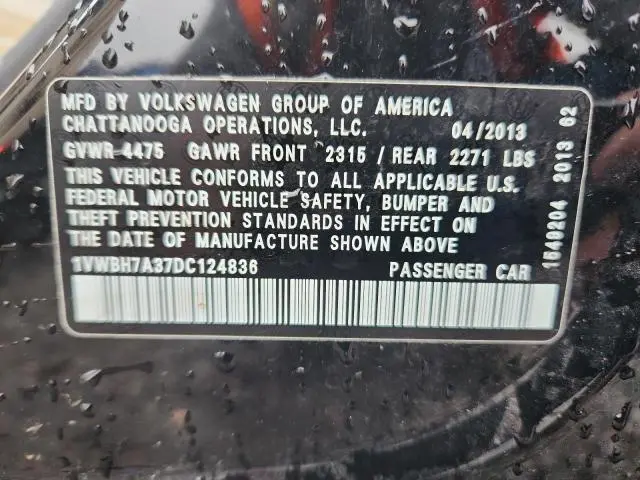 MFD BY VOLKSWAGEN GROUP OF AMERICA
CHATTANOOGA OPERATIONS, LLC. 04/2013
GVWR 4475 GAWR FRONT 2315 / REAR 2271 LBS
THIS VEHICLE CONFORMS TO ALL APPLICABLE U.S.
FEDERAL MOTOR VEHICLE SAFETY, BUMPER AND
THEFT PREVENTION STANDARDS IN EFFECT ON
THE DATE OF MANUFACTURE SHOWN ABOVE
1VWBH7A37DC124836 PASSENGER CAR
1549204 2013 02